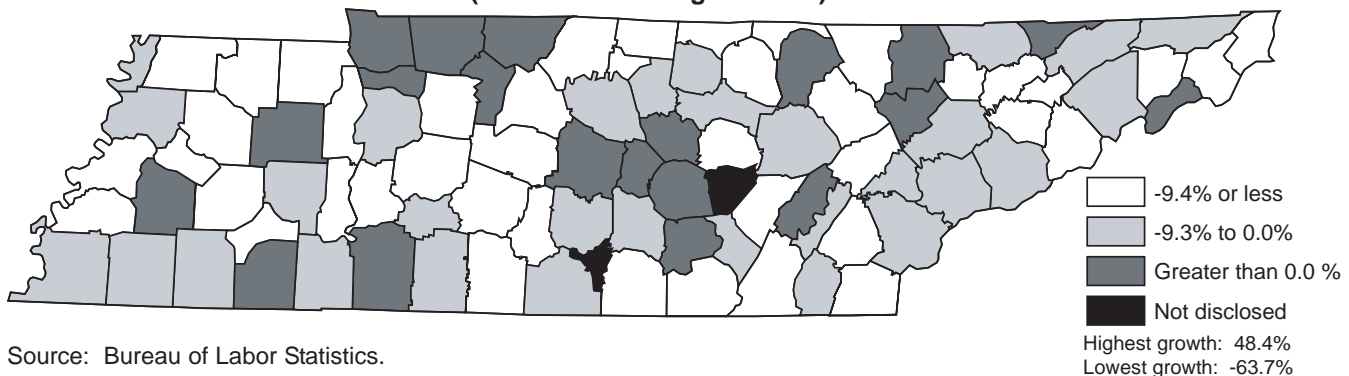 -9.4% or less
-9.3% to 0.0%
Greater than 0.0 %
Not disclosed
Highest growth: 48.4%
Lowest growth: -63.7%
Source: Bureau of Labor Statistics.